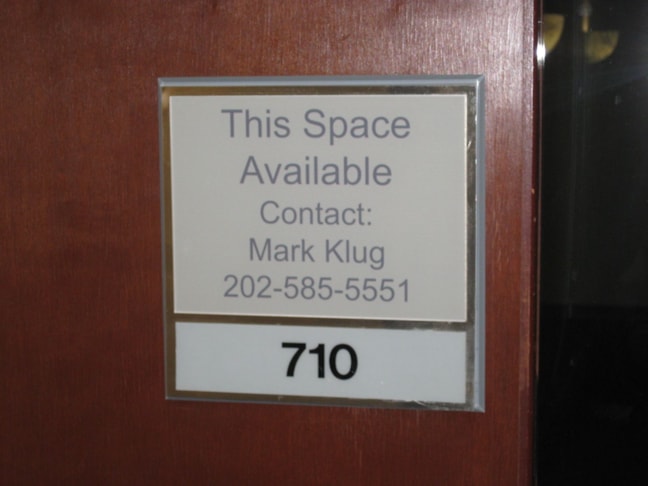 This Space
Available
Contact:
Mark Klug
202-585-5551
710